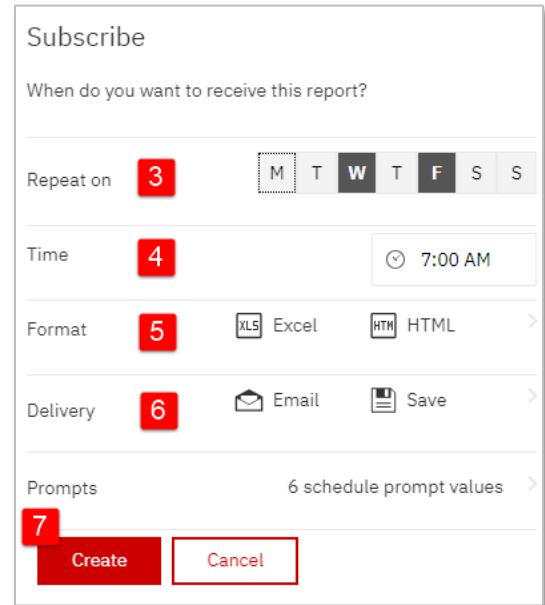 Subscribe
When do you want to receive this report?
Repeat on 3 M T W T F S S
Time 4 7:00 AM
Format 5 XLS Excel HTM HTML
Delivery 6 Email Save
Prompts 6 schedule prompt values
7
Create Cancel